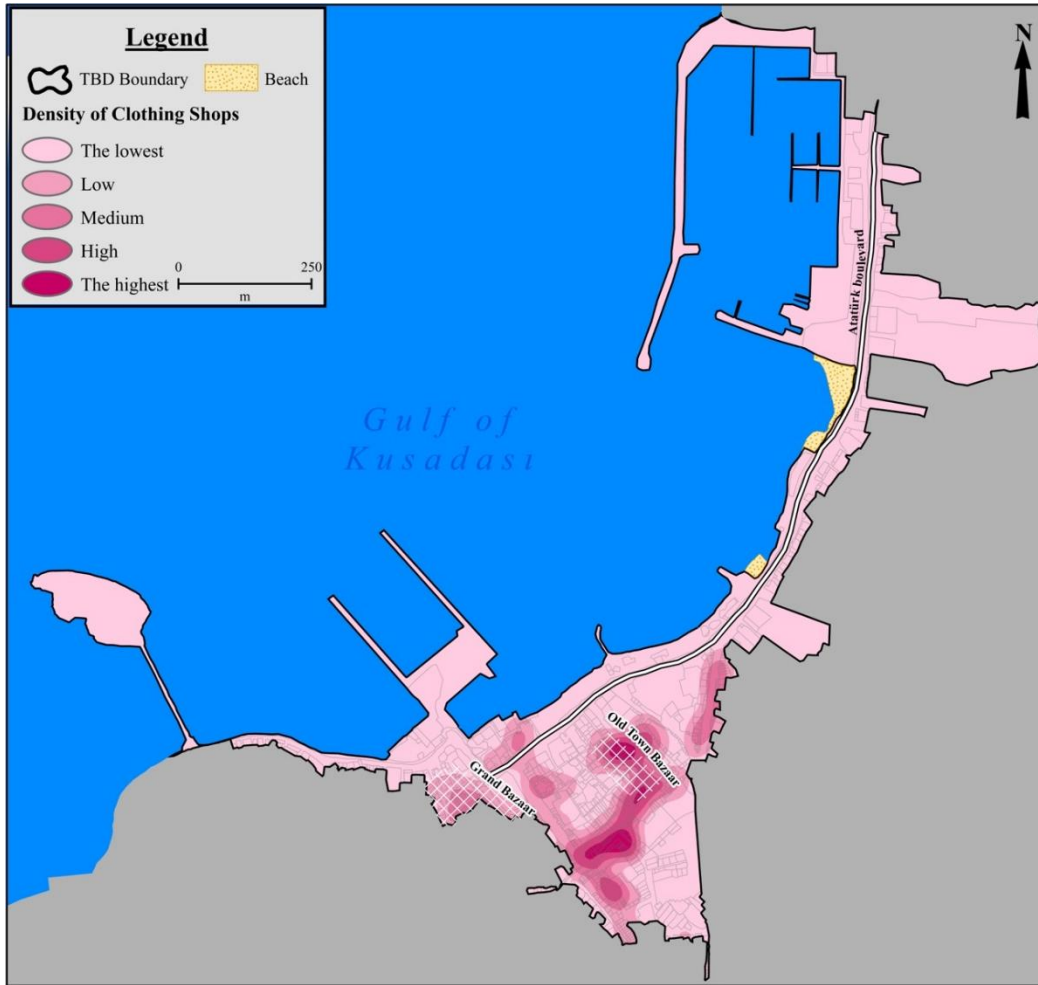 Legend
TBD Boundary
Beach
Density of Clothing Shops
The lowest
Low
Medium
High
The highest
0
250
m
N
Atatürk boulevard
Gulf of
Kusadası
Old Town Bazaar
Grand Bazaar